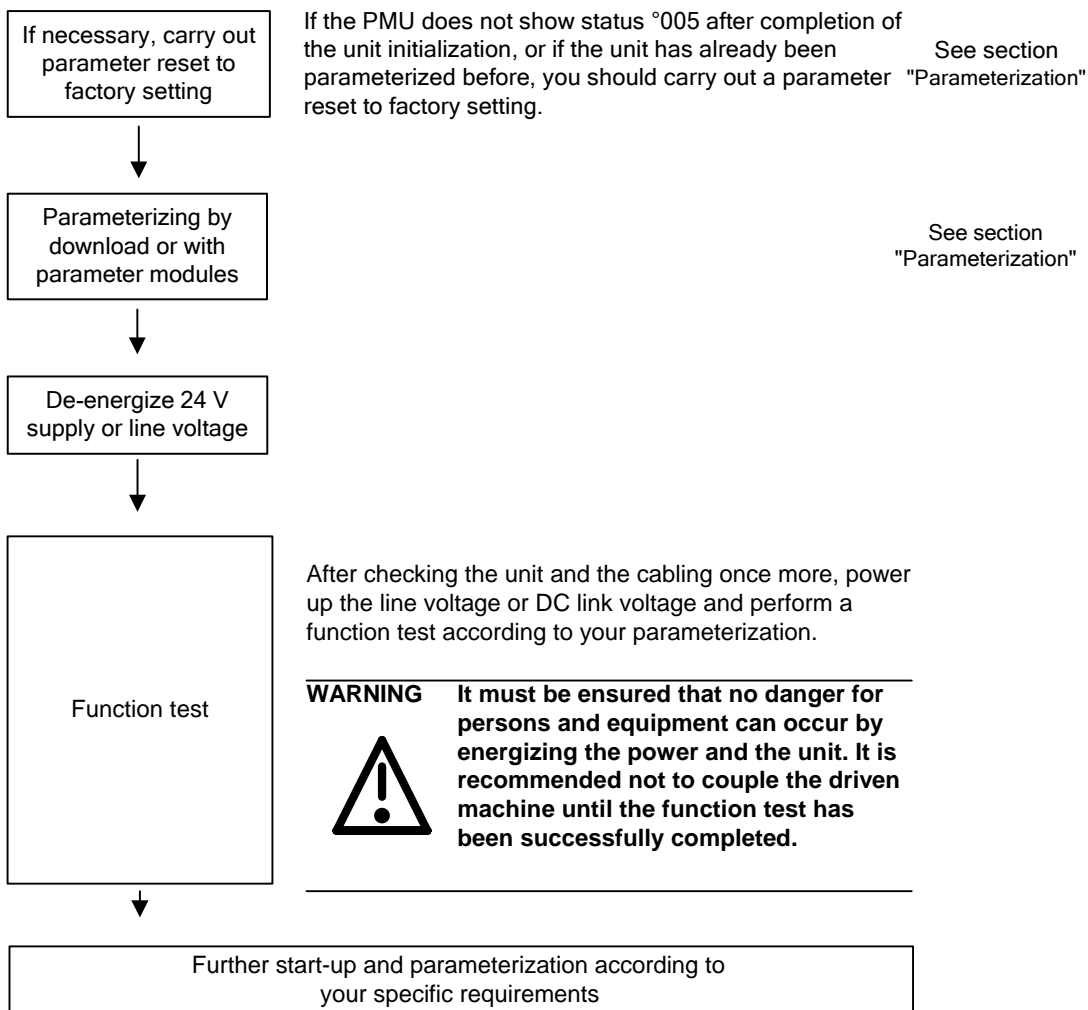 If necessary, carry out
parameter reset to
factory setting
If the PMU does not show status °005 after completion of
the unit initialization, or if the unit has already been
parameterized before, you should carry out a parameter
reset to factory setting.
See section
"Parameterization"
Parameterizing by
download or with
parameter modules
See section
"Parameterization"
De-energize 24 V
supply or line voltage
Function test
After checking the unit and the cabling once more, power
up the line voltage or DC link voltage and perform a
function test according to your parameterization.
WARNING
It must be ensured that no danger for
persons and equipment can occur by
energizing the power and the unit. It is
recommended not to couple the driven
machine until the function test has
been successfully completed.
Further start-up and parameterization according to
your specific requirements